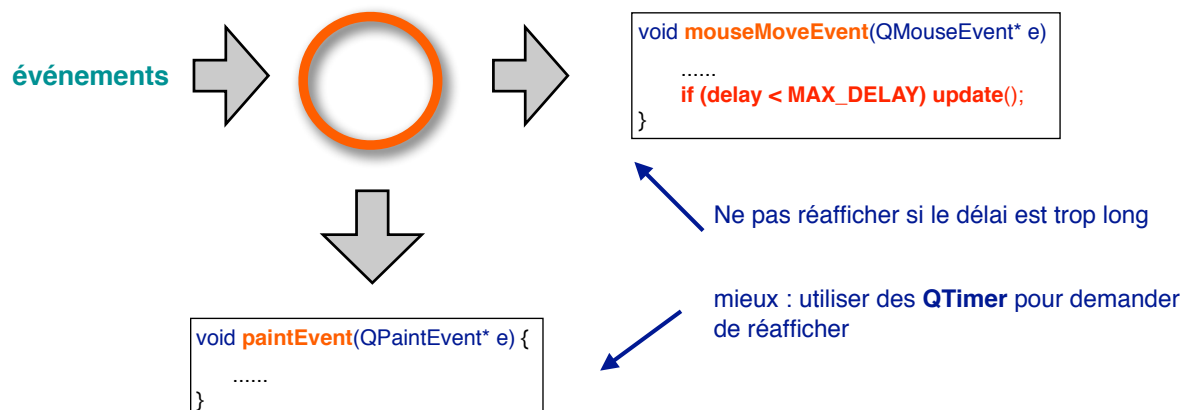 void mouseMoveEvent(QMouseEvent* e)
......
if (delay < MAX_DELAY) update();
}
événements
Ne pas réafficher si le délai est trop long
mieux : utiliser des QTimer pour demander
de réafficher
void paintEvent(QPaintEvent* e) {
......
}